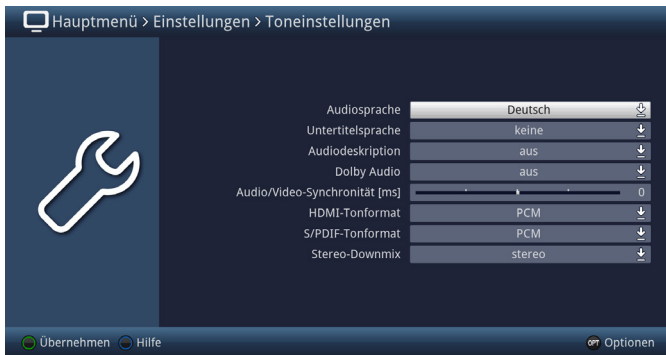 Hauptmenü > Einstellungen > Toneinstellungen
Audiosprache Deutsch
Untertitelsprache keine
Audiodeskription aus
Dolby Audio aus
Audio/Video-Synchronität [ms] 0
HDMI-Tonformat PCM
S/PDIF-Tonformat PCM
Stereo-Downmix stereo
Übernehmen Hilfe OPT Optionen